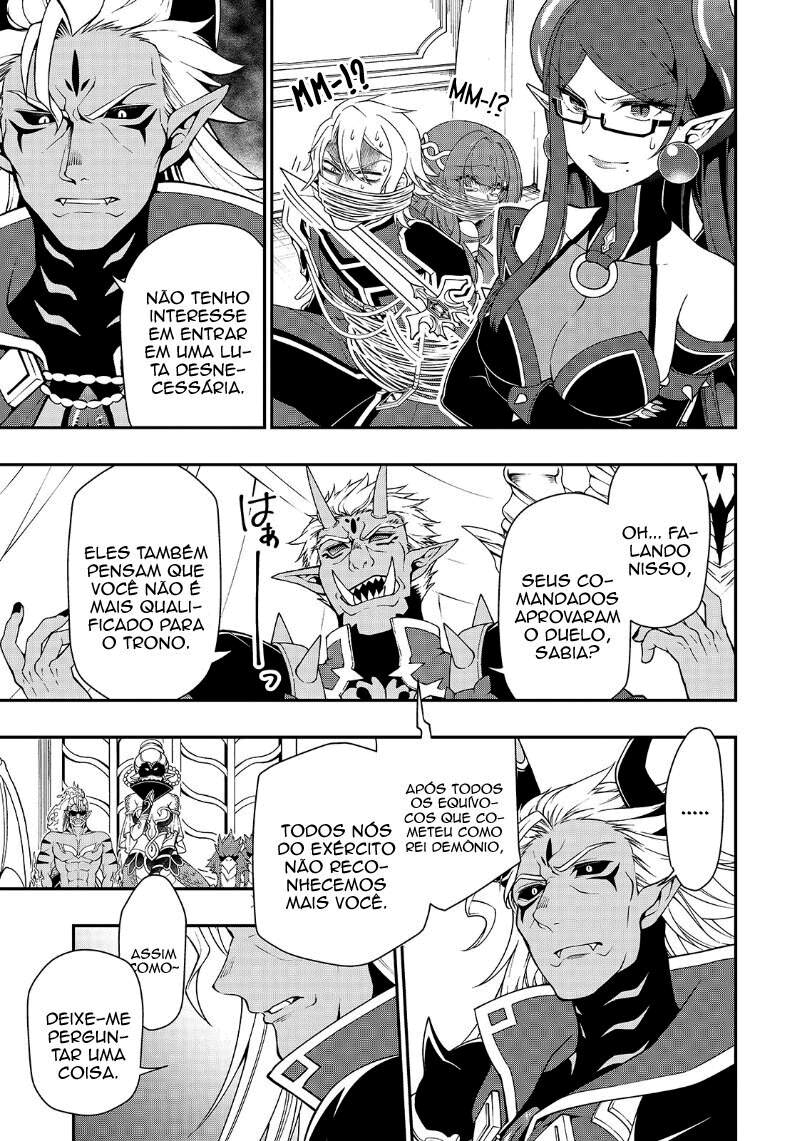 MM-!?
MM-!?
NÃO TENHO
INTERESSE
EM ENTRAR
EM UMA LU-
TA DESNE-
CESSÁRIA.
OH... FA-
LANDO
NISSO,
SEUS CO-
MANDADOS
APROVARAM
O DUELO,
SABIA?
はぁっ
ELES TAMBÉM
PENSAM QUE
VOCÊ NÃO É
MAIS QUALI-
FICADO PARA
O TRONO.
.....
APÓS TODOS
OS EQUÍVO-
COS QUE CO-
METEU COMO
REI DEMÔNIO,
TODOS NÓS
DO EXÉRCITO
NÃO RECO-
NHECEMOS
MAIS VOCÊ.
ASSIM
COMO~
DEIXE-ME
PERGUN-
TAR UMA
COISA.